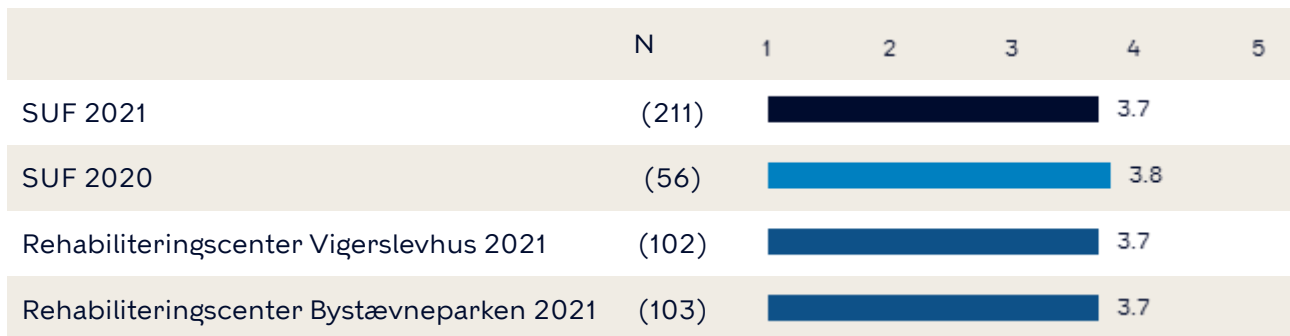 N 1 2 3 4 5
SUF 2021 (211) 3.7
SUF 2020 (56) 3.8
Rehabiliteringscenter Vigerslevhus 2021 (102) 3.7
Rehabiliteringscenter Bystævneparken 2021 (103) 3.7